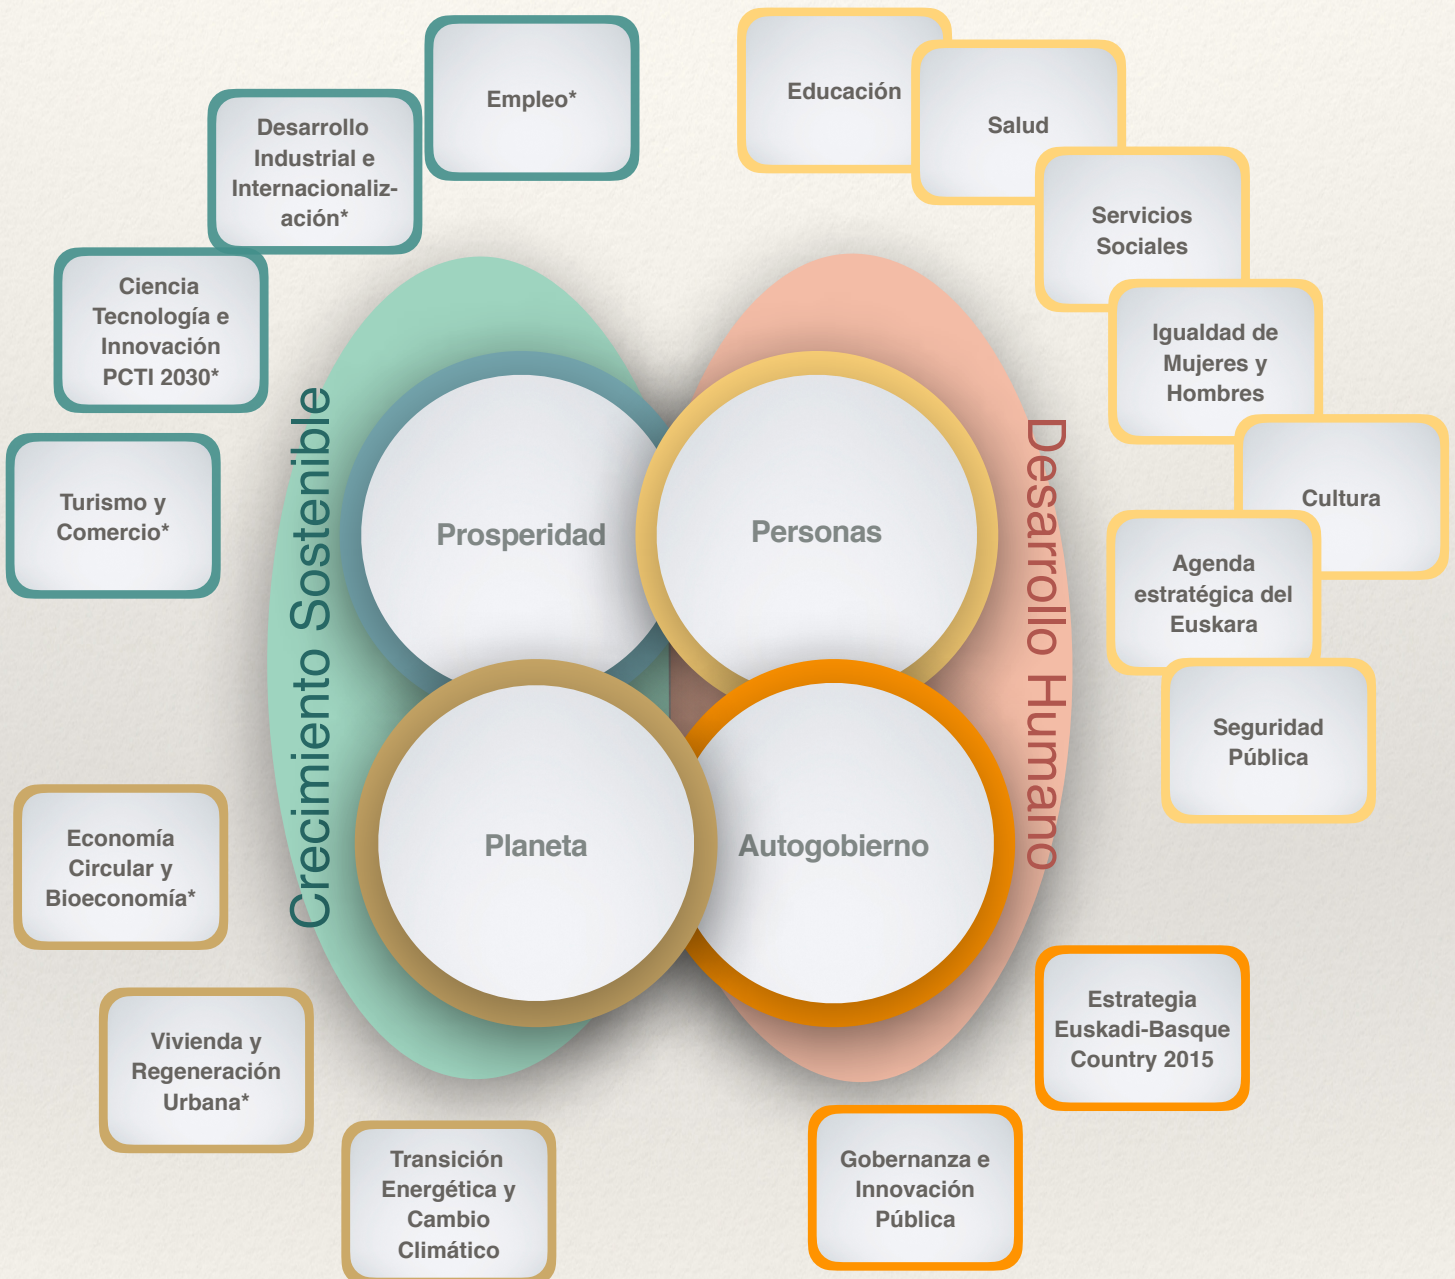 Empleo*
Desarrollo
Industrial e
Internacionaliz-
ación*
Ciencia
Tecnología e
Innovación
PCTI 2030*
Turismo y
Comercio*
Educación
Salud
Servicios
Sociales
Igualdad de
Mujeres y
Hombres
Cultura
Agenda
estratégica del
Euskara
Seguridad
Pública
Crecimiento Sostenible
Prosperidad
Personas
Desarrollo Humano
Planeta
Autogobierno
Economía
Circular y
Bioeconomía*
Vivienda y
Regeneración
Urbana*
Transición
Energética y
Cambio
Climático
Estrategia
Euskadi-Basque
Country 2015
Gobernanza e
Innovación
Pública